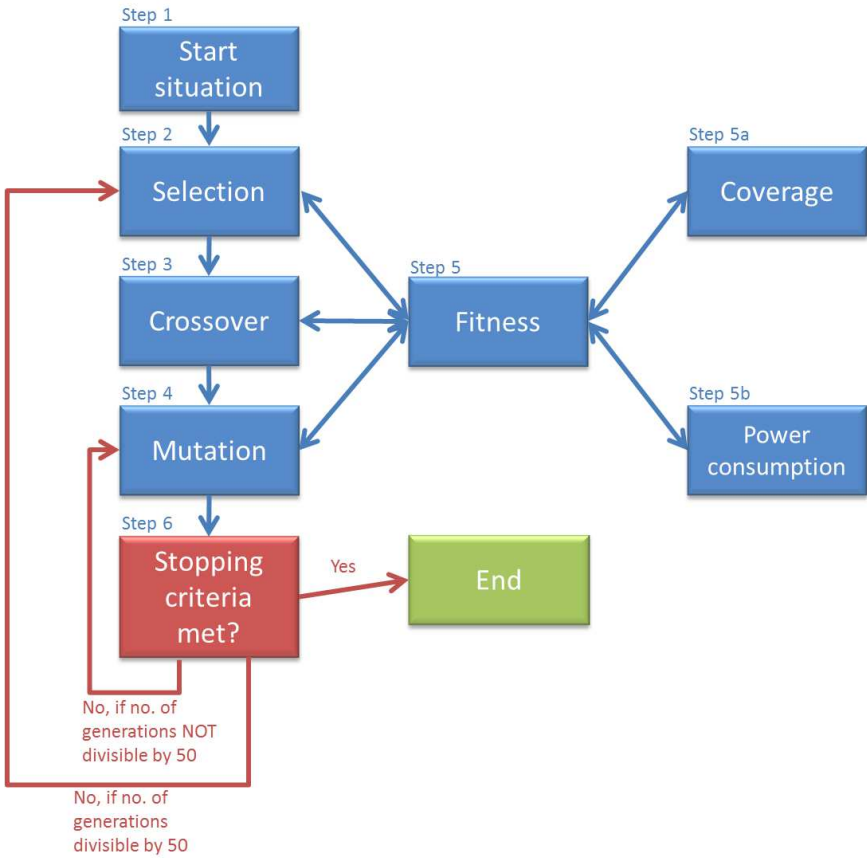 Step 1
Start
situation
Step 2
Selection
Step 3
Crossover
Step 4
Mutation
Step 5
Fitness
Step 5a
Coverage
Step 5b
Power
consumption
Step 6
Stopping
criteria
met?
Yes
End
No, if no. of
generations NOT
divisible by 50
No, if no. of
generations
divisible by 50